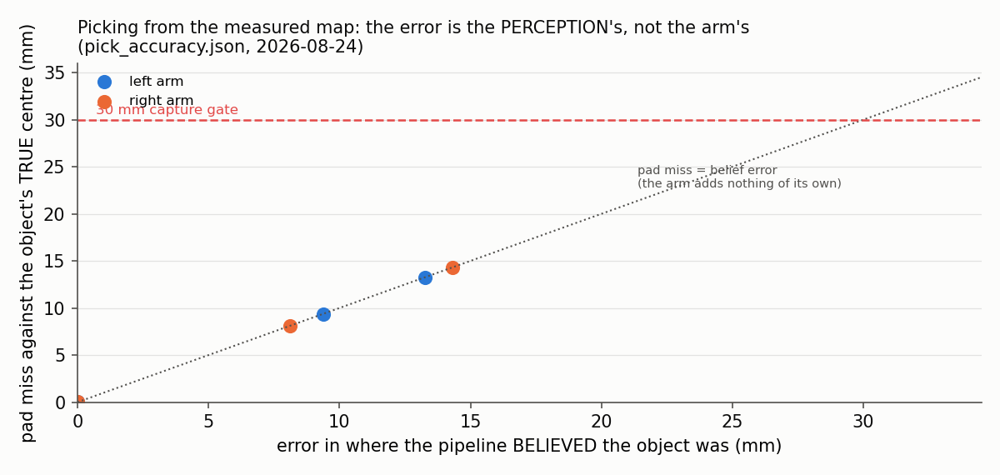 Picking from the measured map: the error is the PERCEPTION's, not the arm's
(pick_accuracy.json, 2026-08-24)
pad miss against the object's TRUE centre (mm)
35
30
25
20
15
10
5
0
left arm
right arm
30 mm capture gate
pad miss = belief error
(the arm adds nothing of its own)
0
5
10
15
20
25
30
error in where the pipeline BELIEVED the object was (mm)